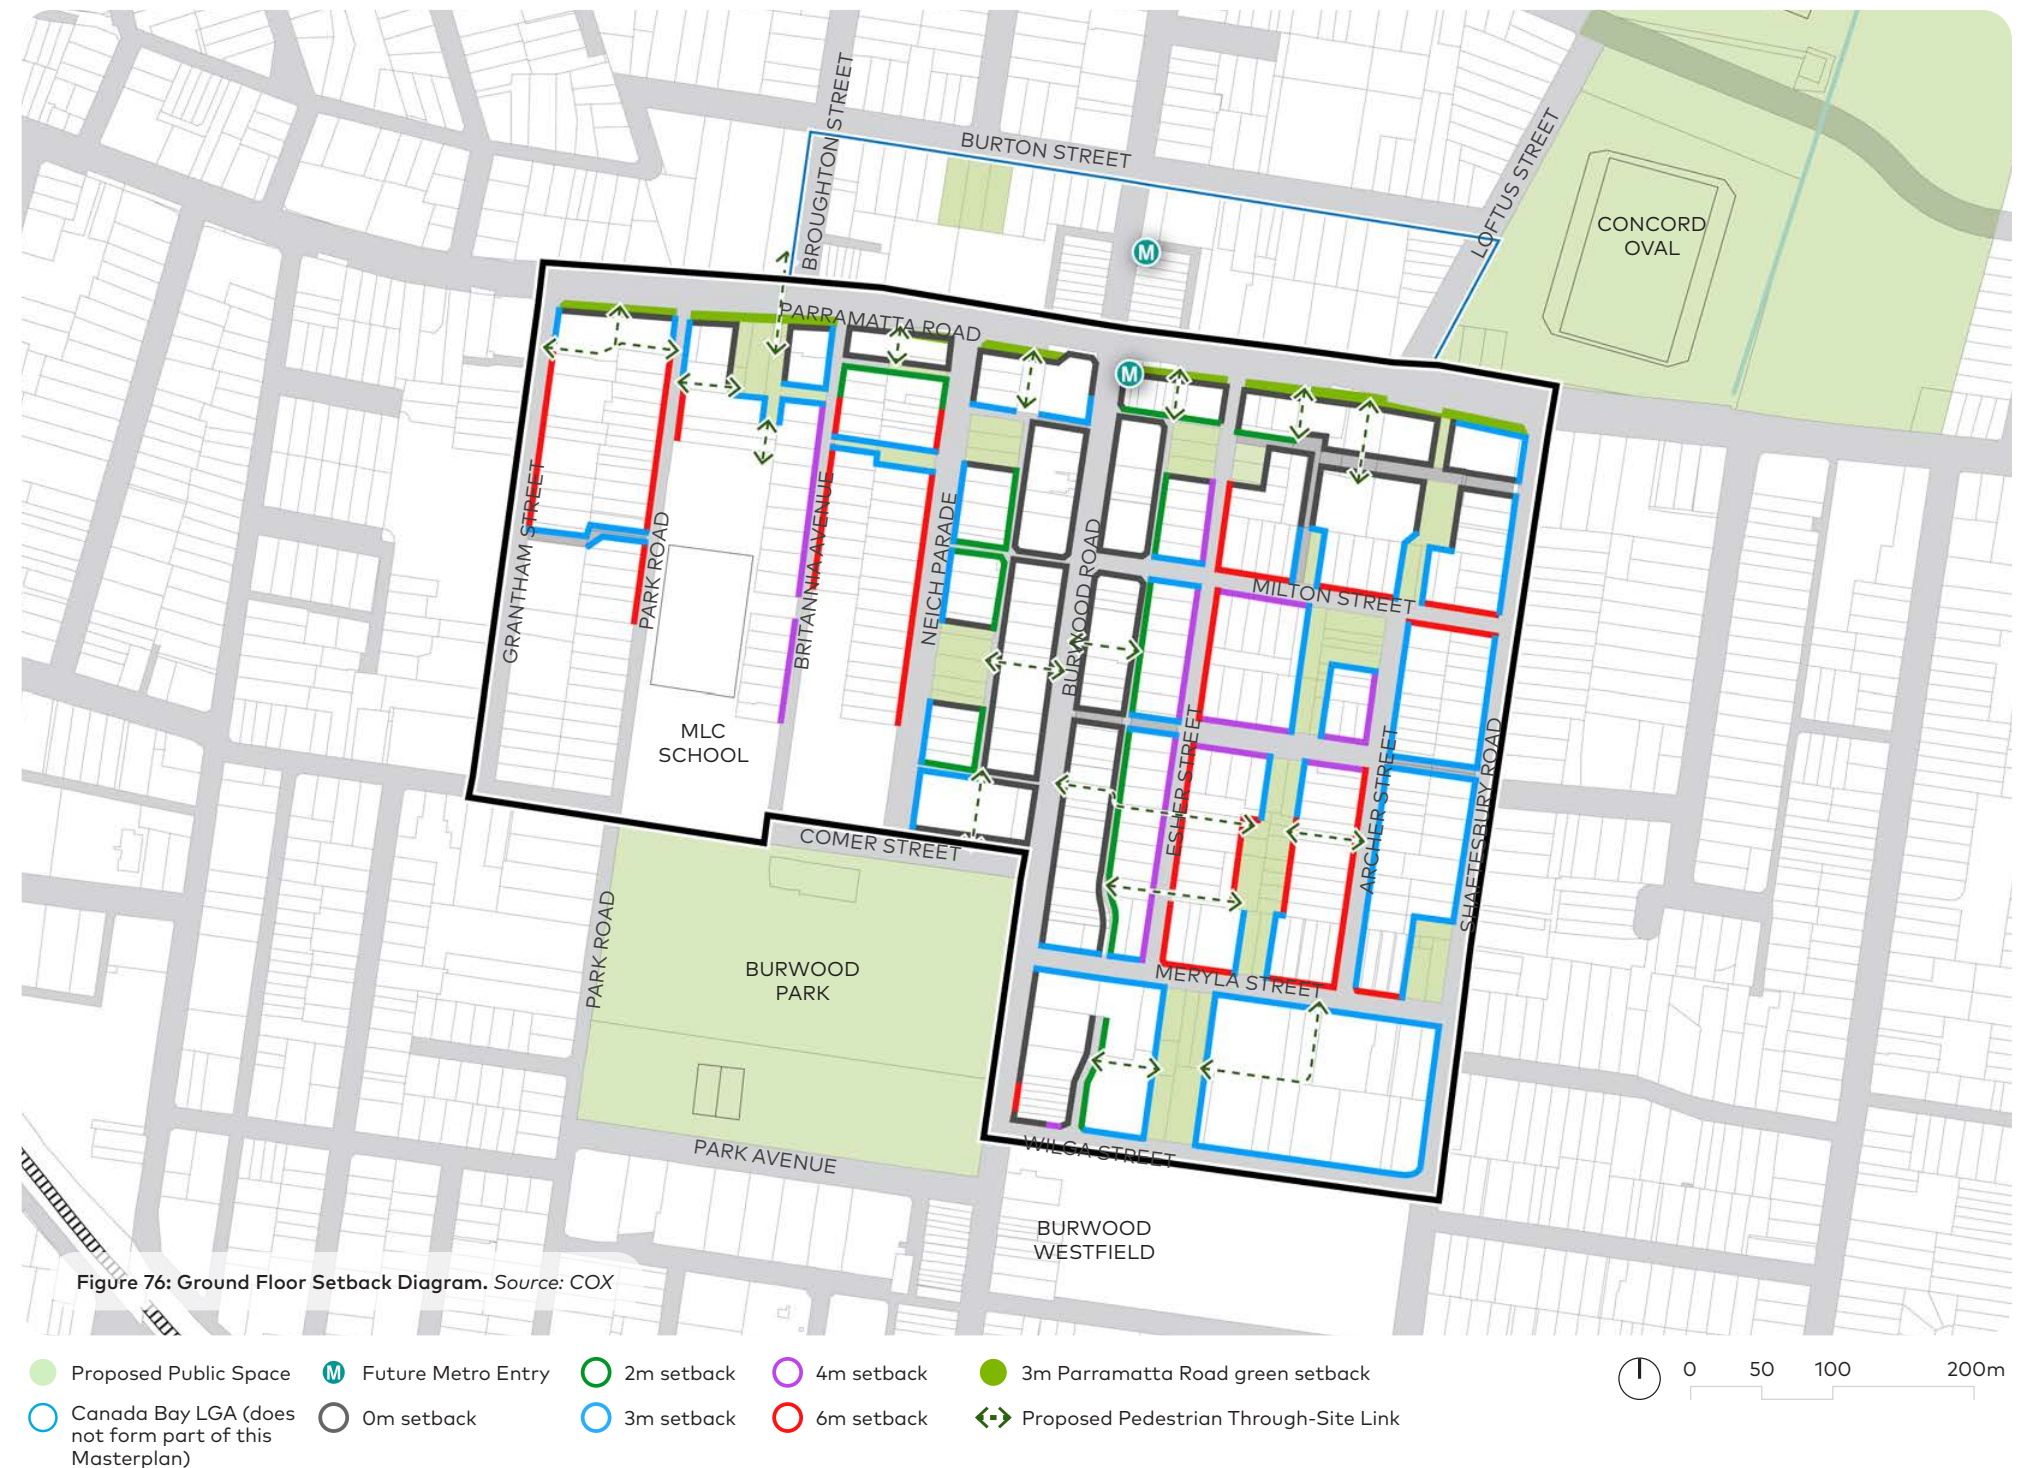 BROUGHTON STREET
BURTON STREET
LOFTUS STREET
CONCORD
OVAL
M
PARRAMATTA ROAD
M
GRANTHAM STREET
PARK ROAD
BRITANNIA AVENUE
NEICH PARADE
BURWOOD ROAD
MILTON STREET
MLC
SCHOOL
ESHER STREET
ARCHER STREET
SHAFTESBURY ROAD
COMER STREET
PARK ROAD
BURWOOD
PARK
MERYLA STREET
PARK AVENUE
WILGA STREET
BURWOOD
WESTFIELD
Figure 76: Ground Floor Setback Diagram. Source: COX
Proposed Public Space
M Future Metro Entry
2m setback
4m setback
3m Parramatta Road green setback
Canada Bay LGA (does
not form part of this
Masterplan)
0m setback
3m setback
6m setback
Proposed Pedestrian Through-Site Link
0 50 100 200m